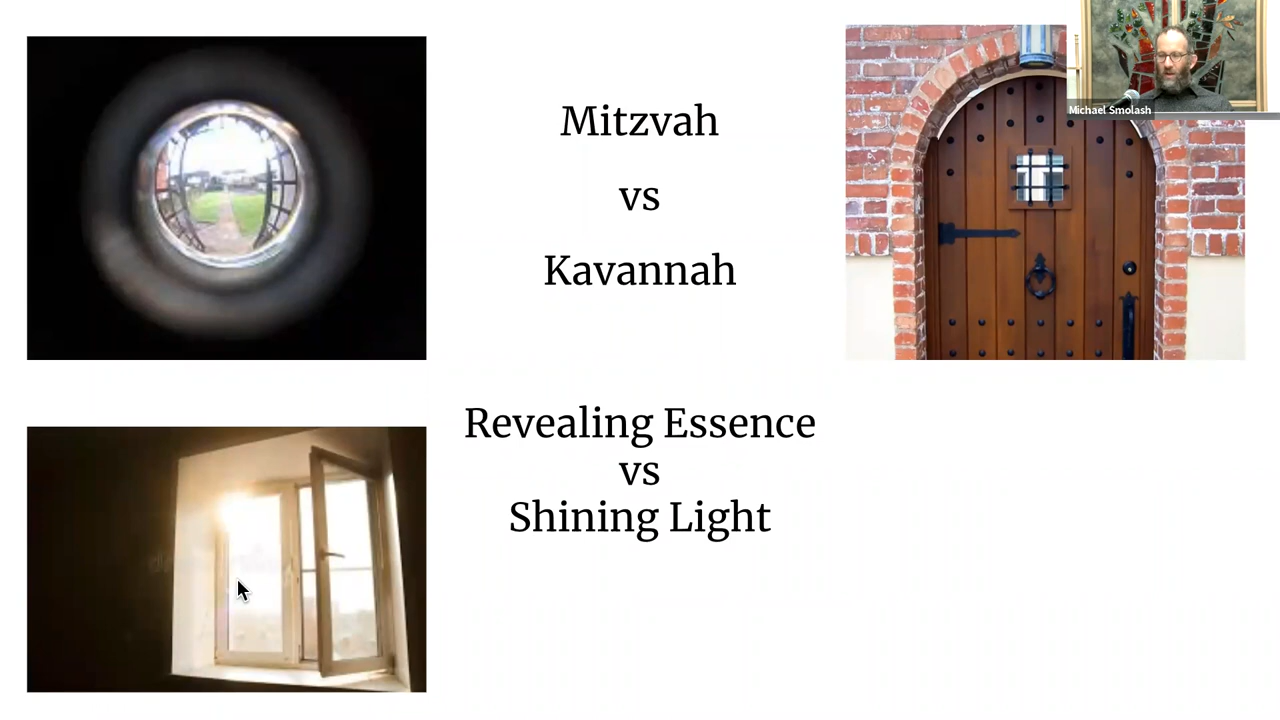 Mitzvah
vs
Kavannah
Michael Smolash
Revealing Essence
vs
Shining Light